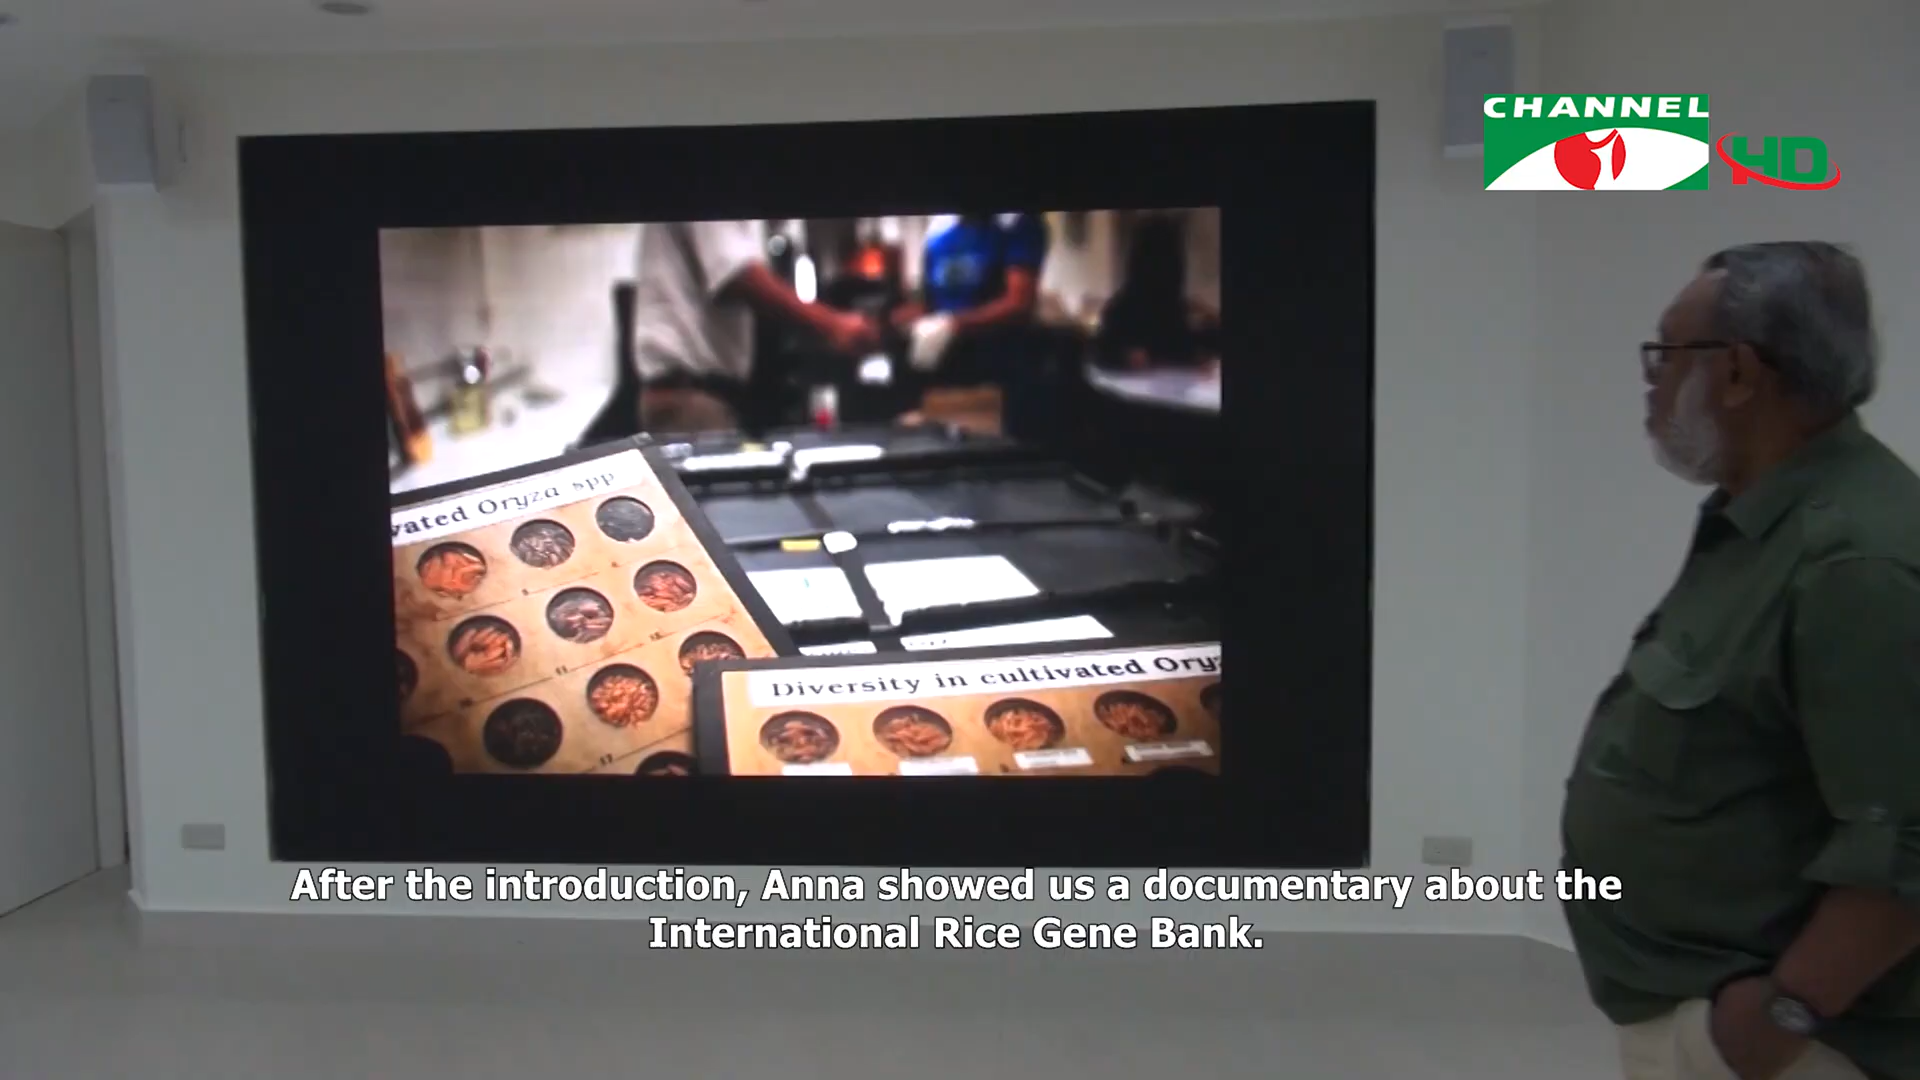 CHANNEL
i HD
vated Oryza spp
Diversity in cultivated Ory
After the introduction, Anna showed us a documentary about the
International Rice Gene Bank.